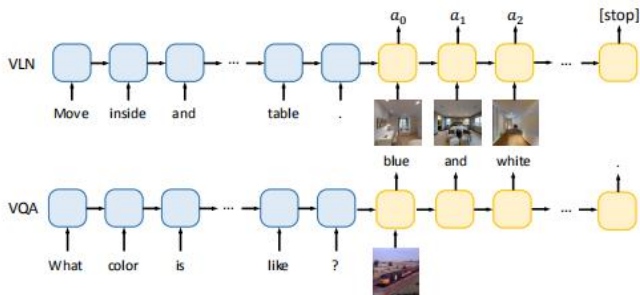 a₀ a₁ a₂ [stop]
VLN ... ...
Move inside and table .
blue and white .
VQA ... ...
What color is like ?